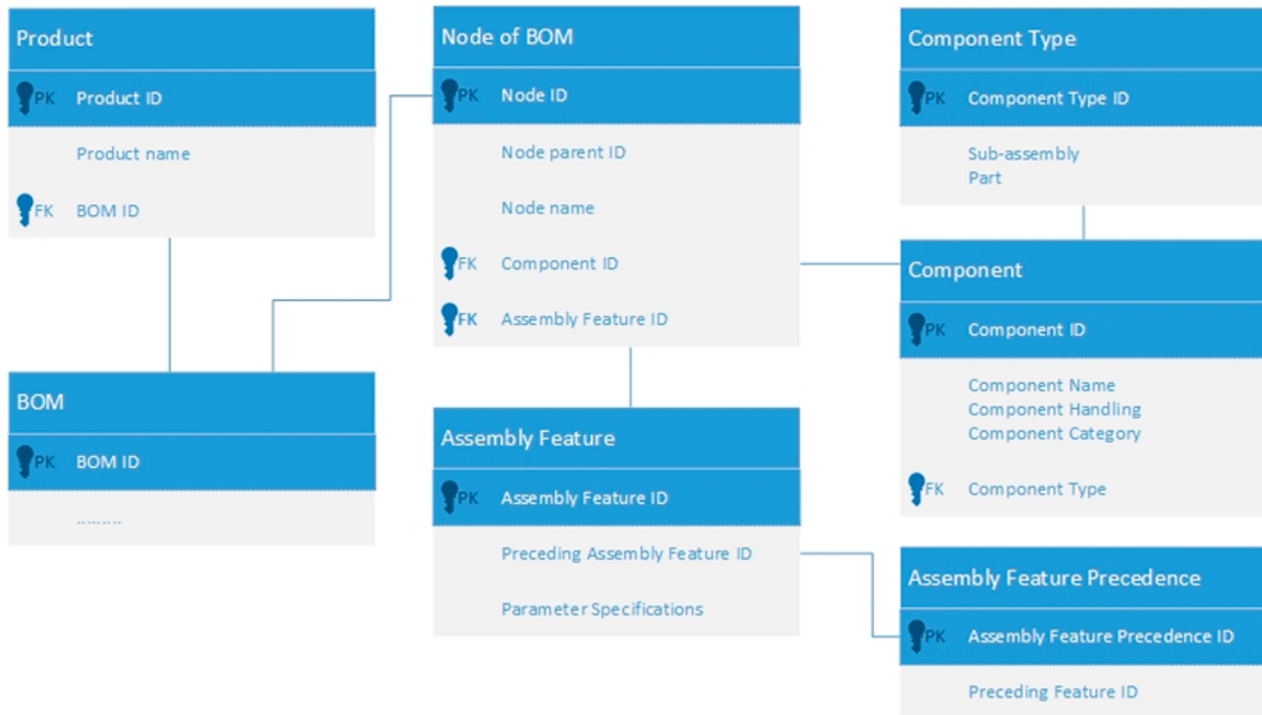 Product
PK Product ID
Product name
FK BOM ID
BOM
PK BOM ID
.........
Node of BOM
PK Node ID
Node parent ID
Node name
FK Component ID
FK Assembly Feature ID
Assembly Feature
PK Assembly Feature ID
Preceding Assembly Feature ID
Parameter Specifications
Component Type
PK Component Type ID
Sub-assembly
Part
Component
PK Component ID
Component Name
Component Handling
Component Category
FK Component Type
Assembly Feature Precedence
PK Assembly Feature Precedence ID
Preceding Feature ID